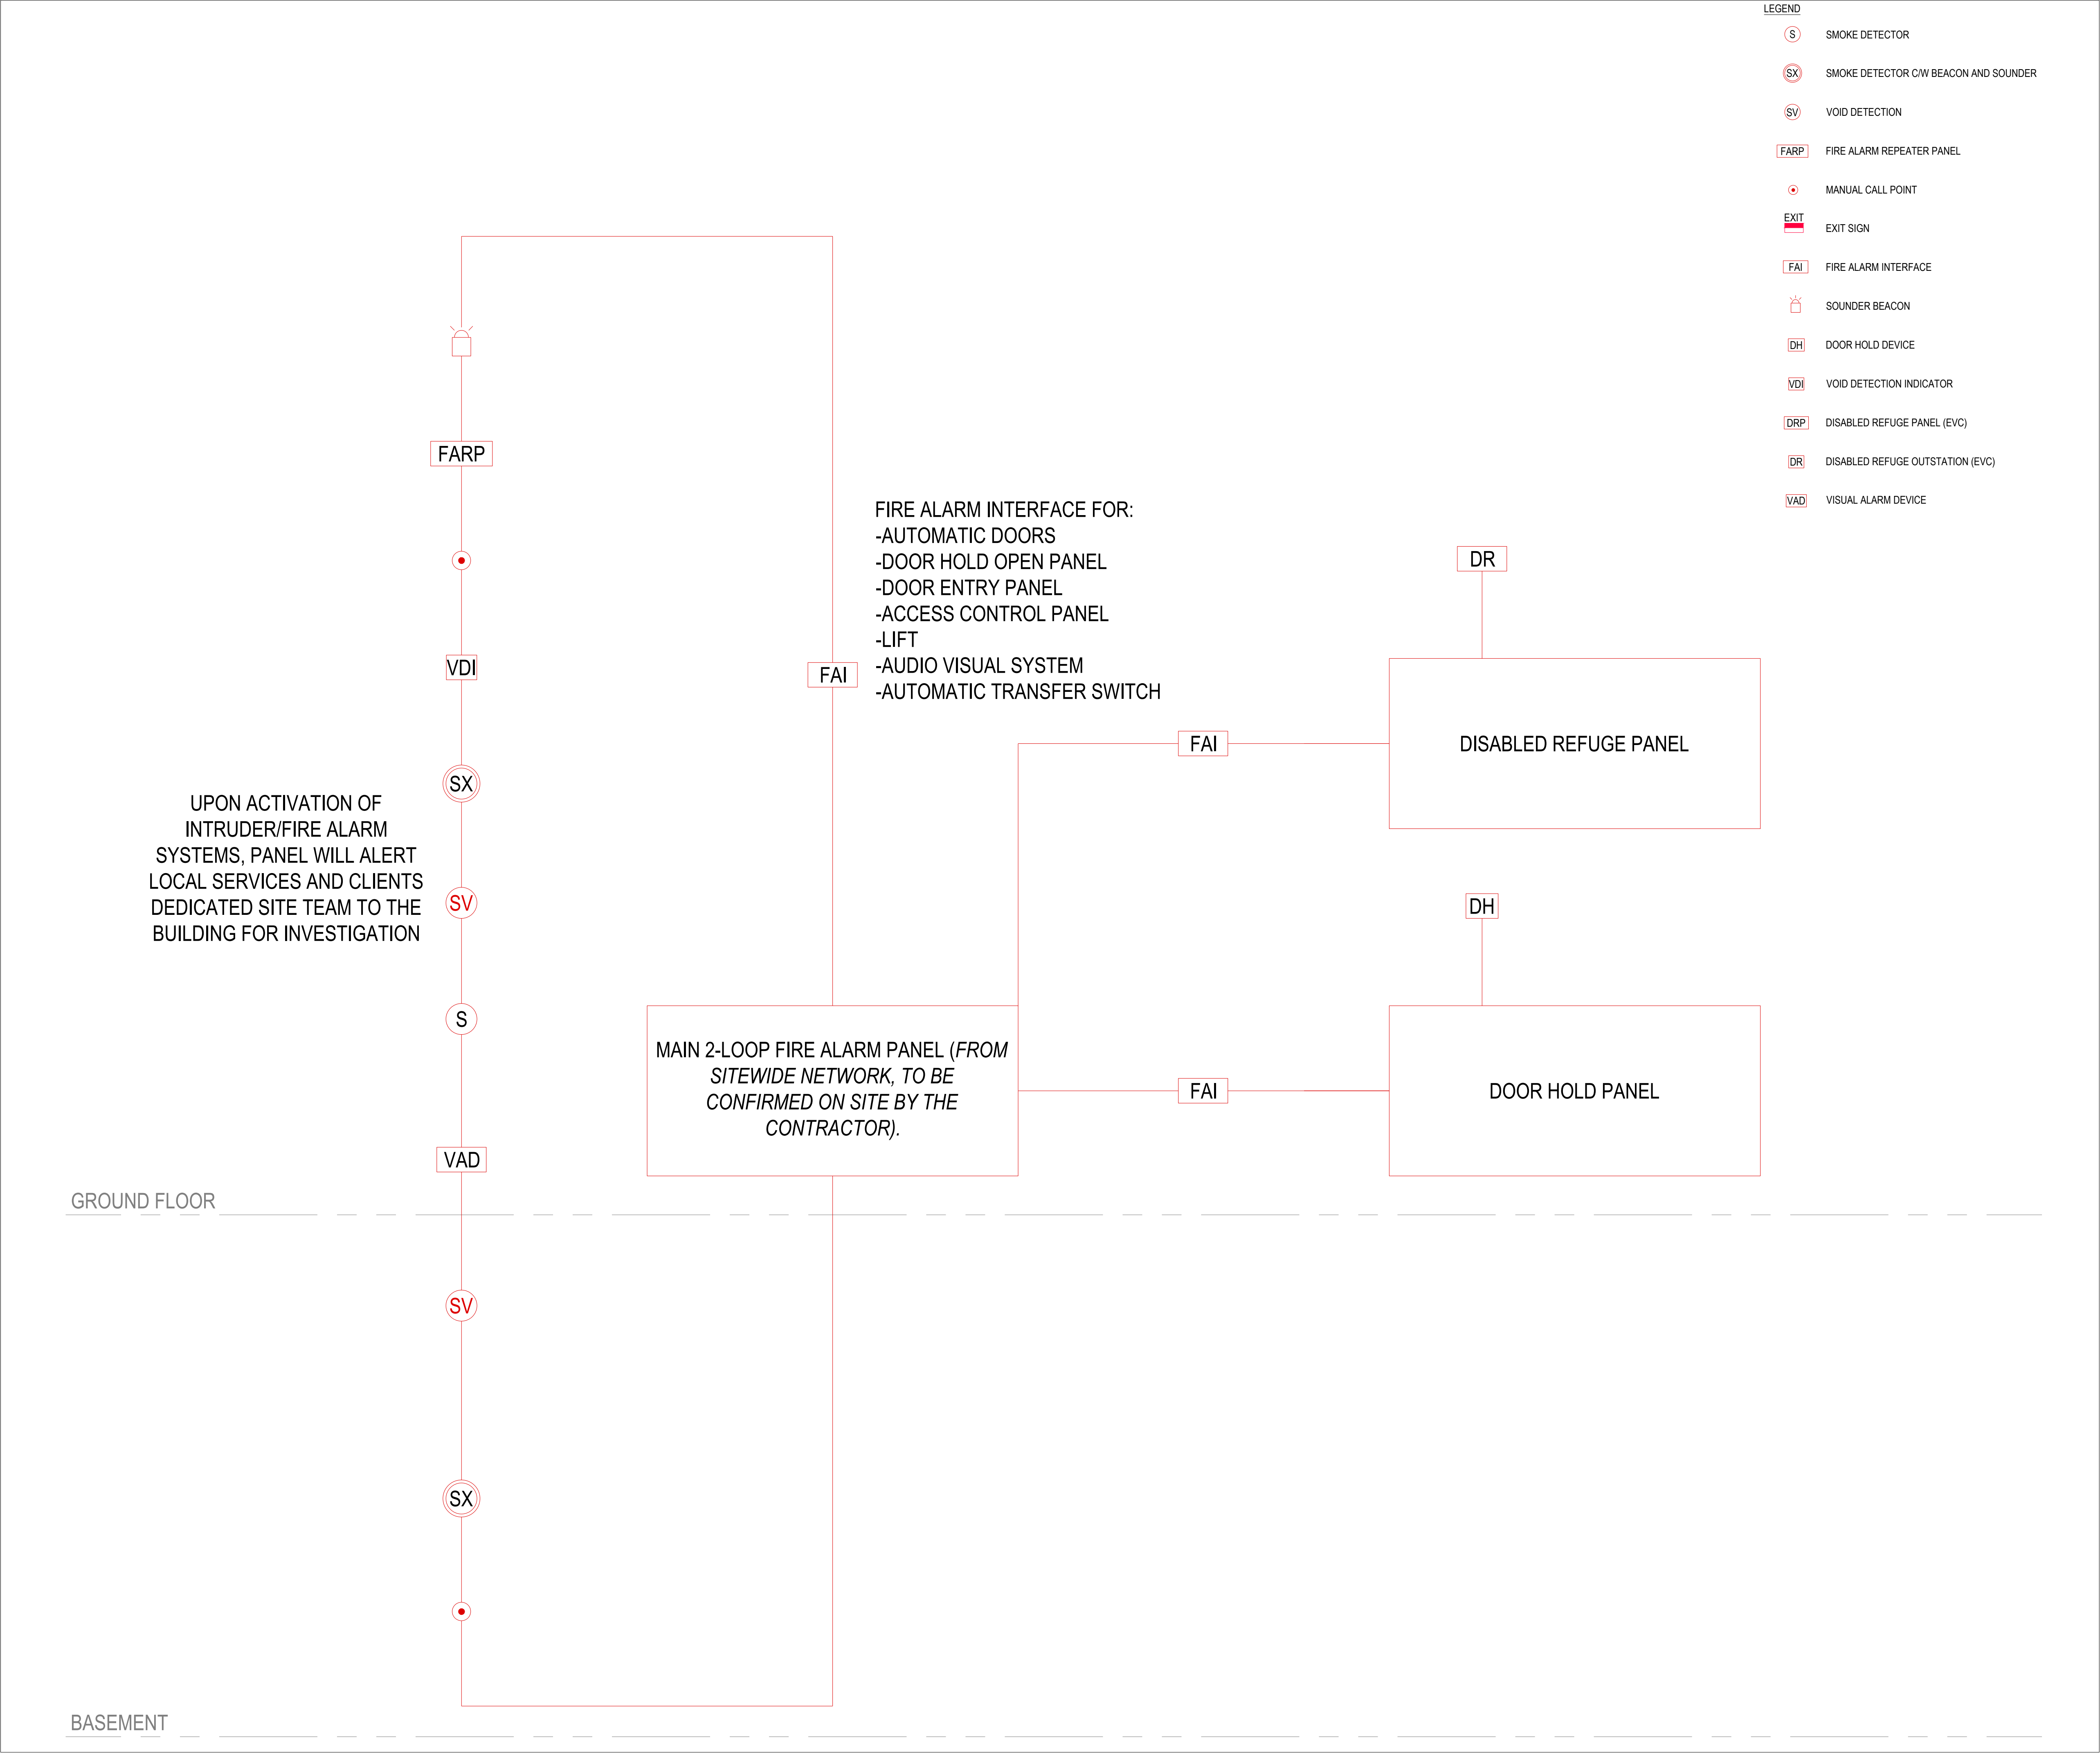 LEGEND
S SMOKE DETECTOR
SX SMOKE DETECTOR C/W BEACON AND SOUNDER
SV VOID DETECTION
FARP FIRE ALARM REPEATER PANEL
MANUAL CALL POINT
EXIT
EXIT SIGN
FAI FIRE ALARM INTERFACE
SOUNDER BEACON
DH DOOR HOLD DEVICE
VDI VOID DETECTION INDICATOR
DRP DISABLED REFUGE PANEL (EVC)
DR DISABLED REFUGE OUTSTATION (EVC)
VAD VISUAL ALARM DEVICE
FARP
VDI
SX
SV
S
VAD
UPON ACTIVATION OF
INTRUDER/FIRE ALARM
SYSTEMS, PANEL WILL ALERT
LOCAL SERVICES AND CLIENTS
DEDICATED SITE TEAM TO THE
BUILDING FOR INVESTIGATION
FIRE ALARM INTERFACE FOR:
-AUTOMATIC DOORS
-DOOR HOLD OPEN PANEL
-DOOR ENTRY PANEL
-ACCESS CONTROL PANEL
-LIFT
-AUDIO VISUAL SYSTEM
-AUTOMATIC TRANSFER SWITCH
FAI
DR
FAI
DISABLED REFUGE PANEL
DH
MAIN 2-LOOP FIRE ALARM PANEL (FROM
SITEWIDE NETWORK, TO BE
CONFIRMED ON SITE BY THE
CONTRACTOR).
FAI
DOOR HOLD PANEL
GROUND FLOOR
SV
SX
BASEMENT